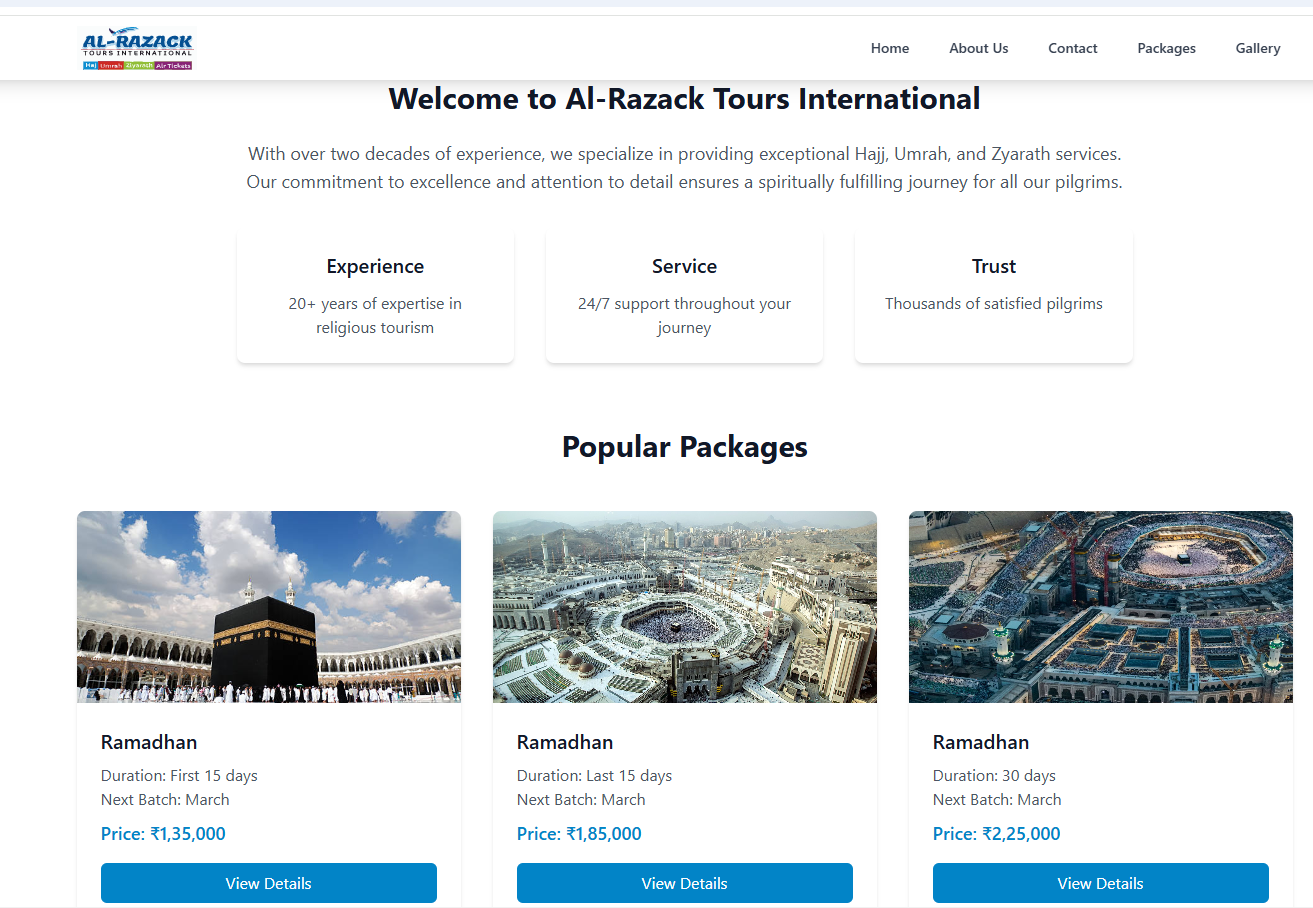 AL-RAZACK
TOURS INTERNATIONAL
Haj Umrah Ziyarash Air Tickets
Home About Us Contact Packages Gallery
Welcome to Al-Razack Tours International
With over two decades of experience, we specialize in providing exceptional Hajj, Umrah, and Zyarath services.
Our commitment to excellence and attention to detail ensures a spiritually fulfilling journey for all our pilgrims.
Experience
20+ years of expertise in
religious tourism
Service
24/7 support throughout your
journey
Trust
Thousands of satisfied pilgrims
Popular Packages
Ramadhan
Duration: First 15 days
Next Batch: March
Price: ₹1,35,000
View Details
Ramadhan
Duration: Last 15 days
Next Batch: March
Price: ₹1,85,000
View Details
Ramadhan
Duration: 30 days
Next Batch: March
Price: ₹2,25,000
View Details